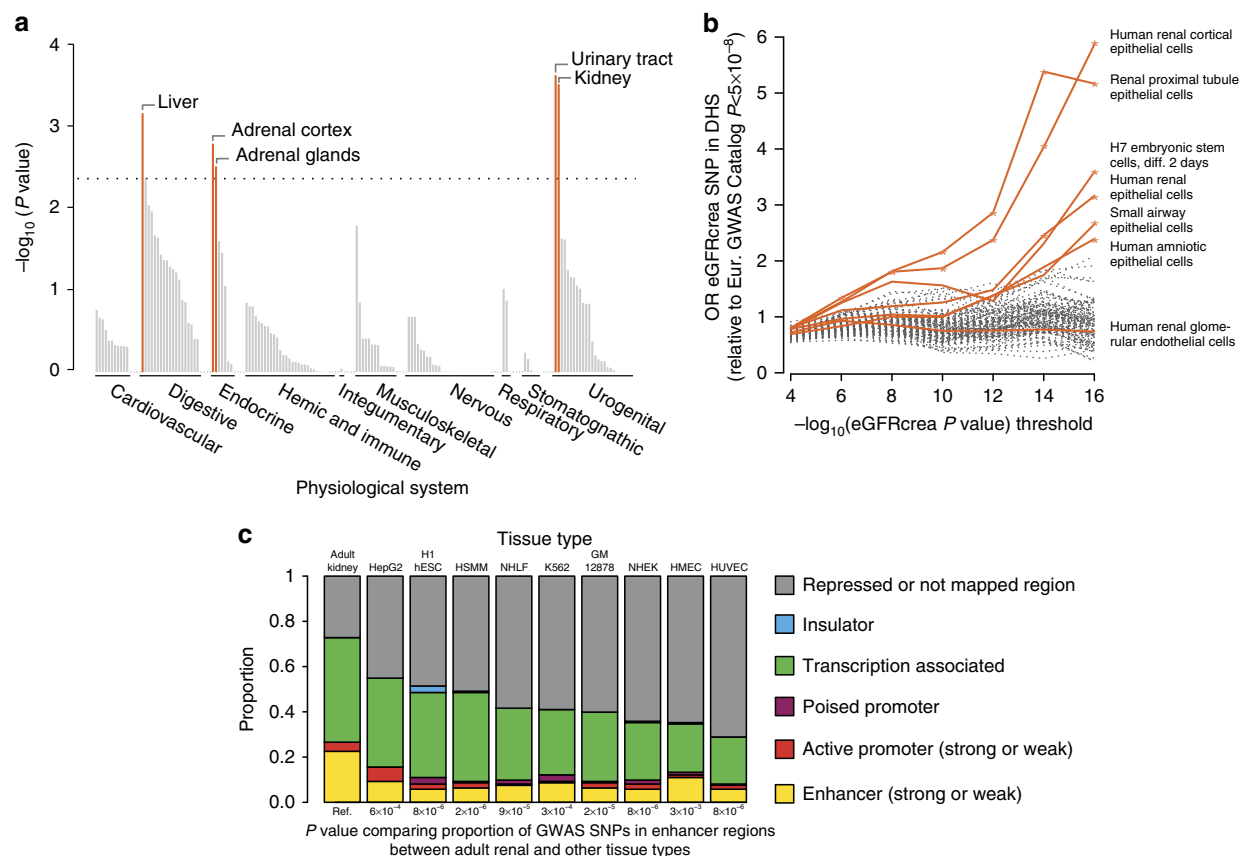 a
4
3
2
1
0
–log10 (P value)
Liver
Adrenal cortex
Adrenal glands
Urinary tract
Kidney
Cardiovascular
Digestive
Endocrine
Hemic and immune
Integumentary
Musculoskeletal
Nervous
Respiratory
Stomatognathic
Urogenital
Physiological system
b
OR eGFRcrea SNP in DHS
(relative to Eur. GWAS Catalog P<5×10–8)
6
5
4
3
2
1
0
4 6 8 10 12 14 16
–log10(eGFRcrea P value) threshold
Human renal cortical
epithelial cells
Renal proximal tubule
epithelial cells
H7 embryonic stem
cells, diff. 2 days
Human renal
epithelial cells
Small airway
epithelial cells
Human amniotic
epithelial cells
Human renal glome-
rular endothelial cells
c
Tissue type
Adult
kidney
HepG2
H1
hESC
HSMM
NHLF
K562
GM
12878
NHEK
HMEC
HUVEC
Proportion
1
0.8
0.6
0.4
0.2
0.0
Ref. 6×10–4 8×10–6 2×10–6 9×10–5 3×10–4 2×10–5 8×10–6 3×10–3 8×10–6
P value comparing proportion of GWAS SNPs in enhancer regions
between adult renal and other tissue types
Repressed or not mapped region
Insulator
Transcription associated
Poised promoter
Active promoter (strong or weak)
Enhancer (strong or weak)